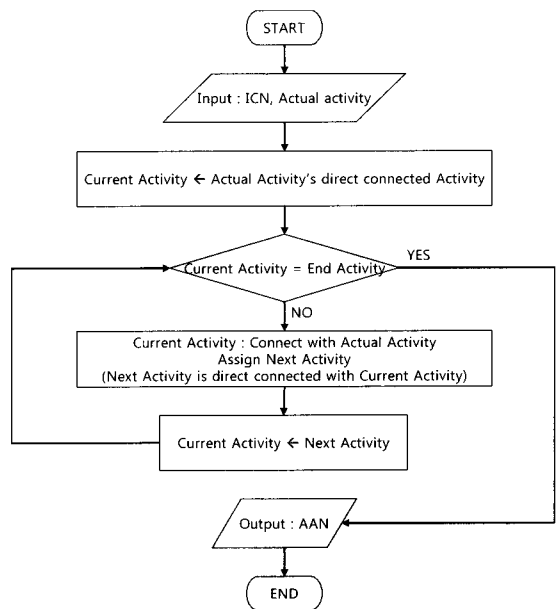 START
Input : ICN, Actual activity
Current Activity ← Actual Activity's direct connected Activity
Current Activity = End Activity
YES
NO
Current Activity : Connect with Actual Activity
Assign Next Activity
(Next Activity is direct connected with Current Activity)
Current Activity ← Next Activity
Output : AAN
END